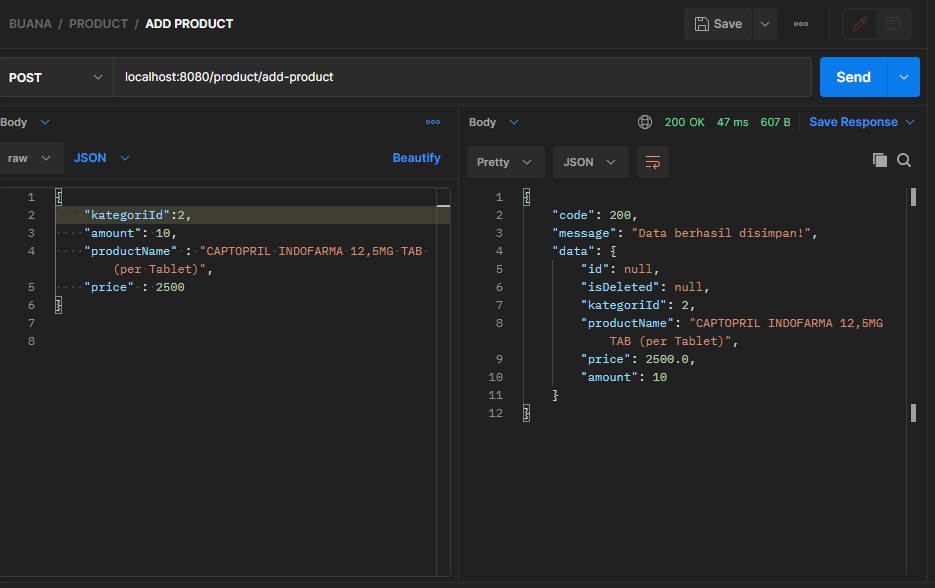 BUANA / PRODUCT / ADD PRODUCT
Save
POST
localhost:8080/product/add-product
Send
Body
raw
JSON
Beautify
1 {
2 "kategoriId":2,
3 "amount": 10,
4 "productName" : "CAPTOPRIL INDOFARMA 12,5MG TAB
(per Tablet)",
5 "price" : 2500
6 }
7
8
Body
200 OK 47 ms 607 B Save Response
Pretty
JSON
1 {
2 "code": 200,
3 "message": "Data berhasil disimpan!",
4 "data": {
5 "id": null,
6 "isDeleted": null,
7 "kategoriId": 2,
8 "productName": "CAPTOPRIL INDOFARMA 12,5MG
TAB (per Tablet)",
9 "price": 2500.0,
10 "amount": 10
11 }
12 }